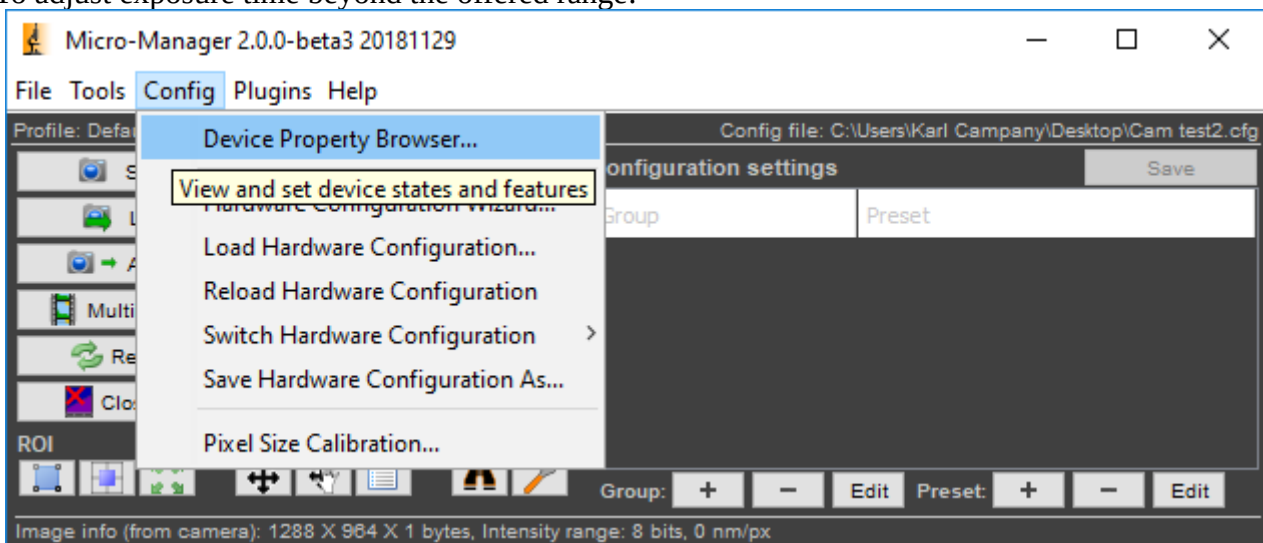 To adjust exposure time beyond the offered range:
Micro-Manager 2.0.0-beta3 20181129
File Tools Config Plugins Help
Profile: Defau
Config file: C:\Users\Karl Campany\Desktop\Cam test2.cfg
Device Property Browser...
onfiguration settings
Save
View and set device states and features
Hardware Configuration Wizard...
Group
Preset
Load Hardware Configuration...
Reload Hardware Configuration
Multi
Switch Hardware Configuration
Re
Save Hardware Configuration As...
Clo
ROI
Pixel Size Calibration...
Group: + - Edit Preset: + - Edit
Image info (from camera): 1288 X 964 X 1 bytes, Intensity range: 8 bits, 0 nm/px